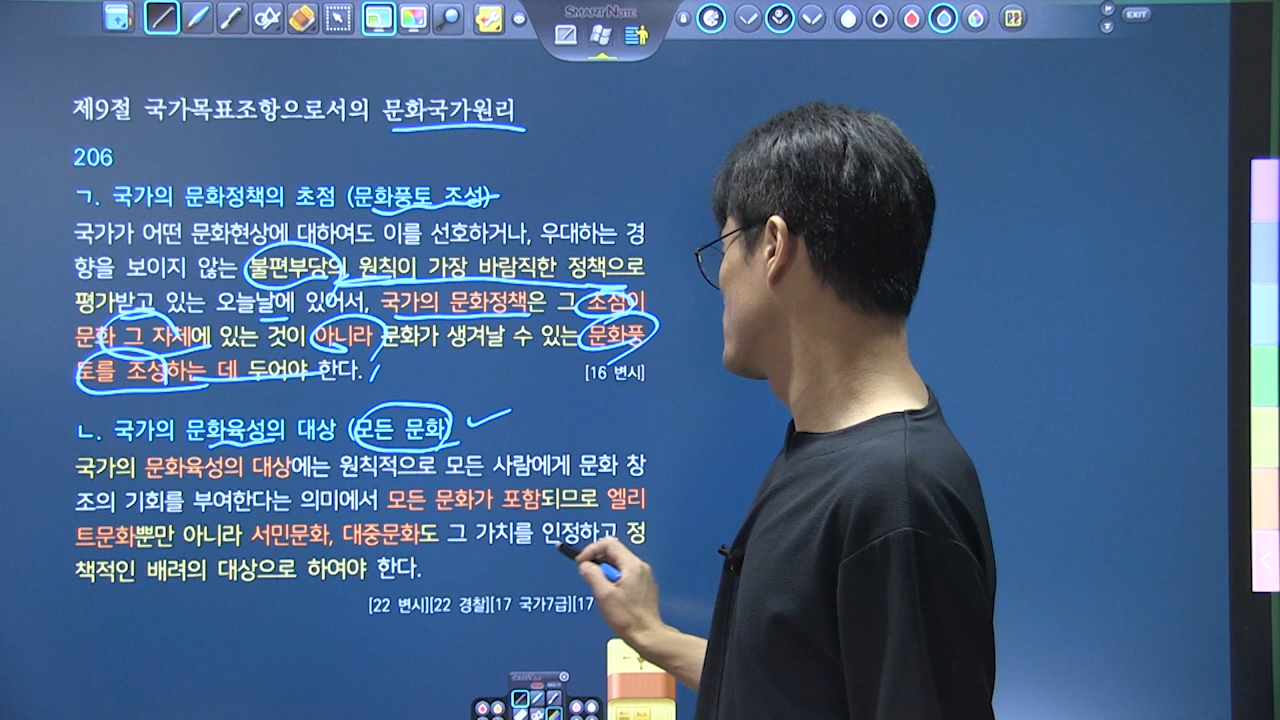 SMART NOTE
EXIT
제9절 국가목표조항으로서의 문화국가원리
206
ㄱ. 국가의 문화정책의 초점 (문화풍토 조성)
국가가 어떤 문화현상에 대하여도 이를 선호하거나, 우대하는 경
향을 보이지 않는 불편부당의 원칙이 가장 바람직한 정책으로
평가받고 있는 오늘날에 있어서, 국가의 문화정책은 그 초점이
문화 그 자체에 있는 것이 아니라 문화가 생겨날 수 있는 문화풍
토를 조성하는 데 두어야 한다.
[16 변시]
ㄴ. 국가의 문화육성의 대상 (모든 문화)
국가의 문화육성의 대상에는 원칙적으로 모든 사람에게 문화 창
조의 기회를 부여한다는 의미에서 모든 문화가 포함되므로 엘리
트문화뿐만 아니라 서민문화, 대중문화도 그 가치를 인정하고 정
책적인 배려의 대상으로 하여야 한다.
[22 변시][22 경찰][17 국가7급][17